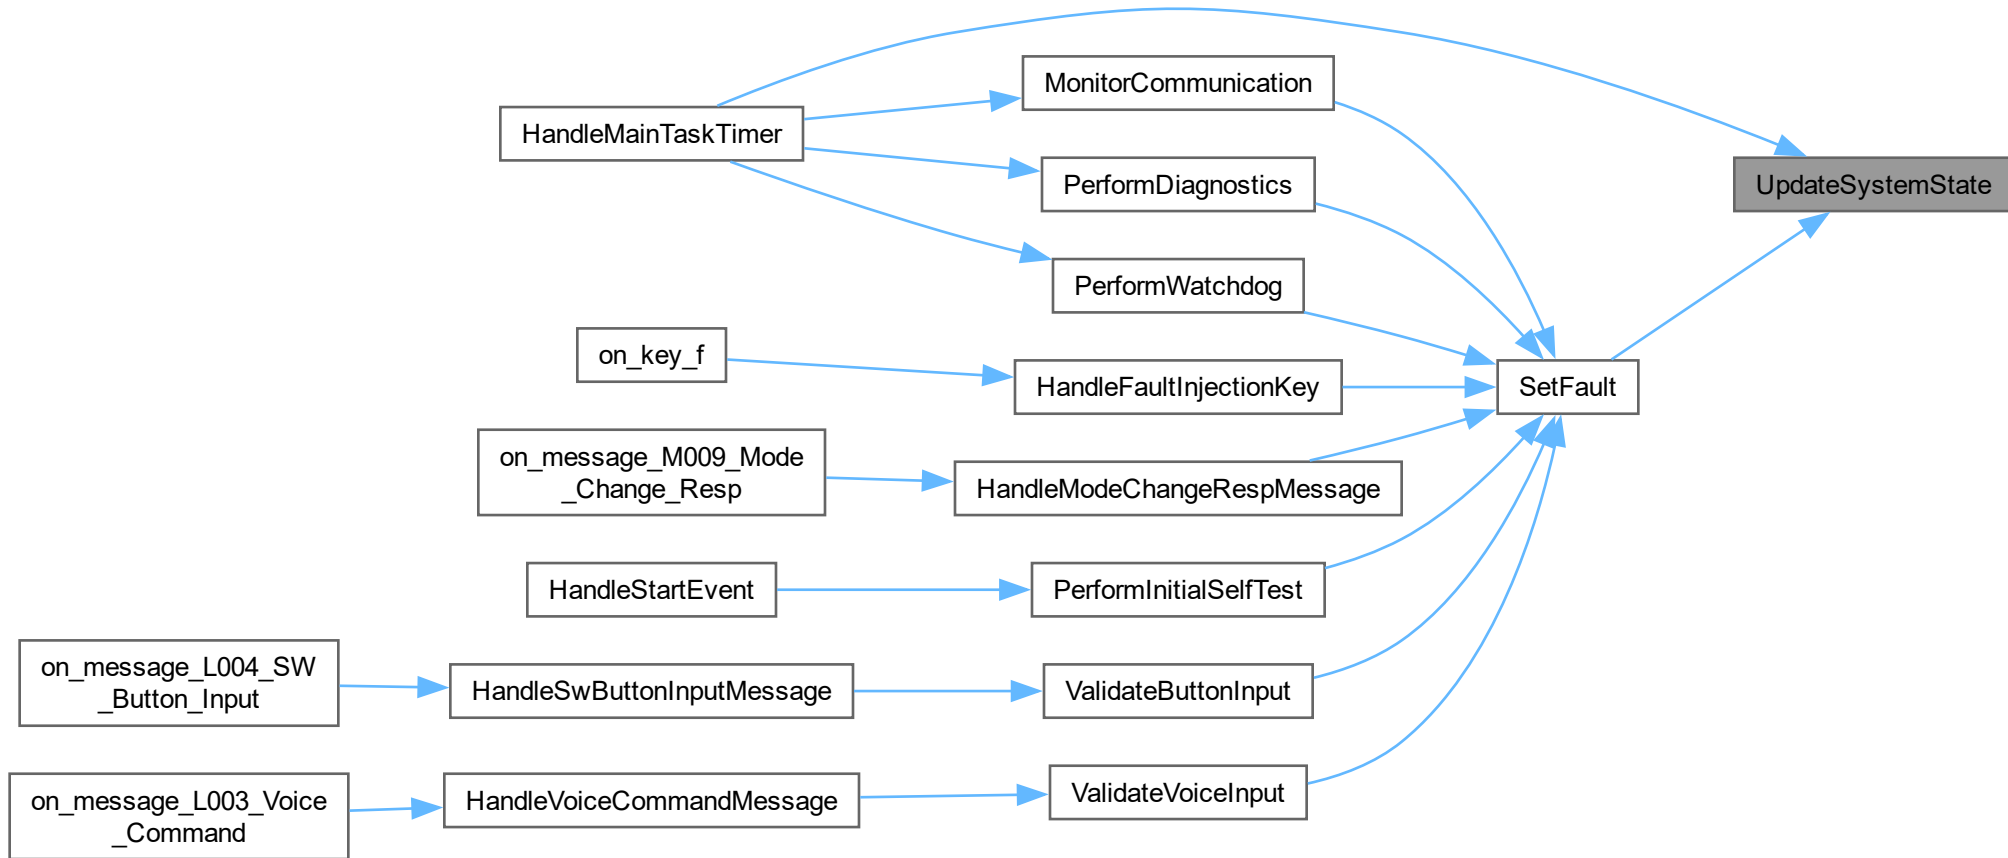 MonitorCommunication
HandleMainTaskTimer
PerformDiagnostics
UpdateSystemState
PerformWatchdog
on_key_f
HandleFaultInjectionKey
SetFault
on_message_M009_Mode
_Change_Resp
HandleModeChangeRespMessage
HandleStartEvent
PerformInitialSelfTest
on_message_L004_SW
_Button_Input
HandleSwButtonInputMessage
ValidateButtonInput
on_message_L003_Voice
_Command
HandleVoiceCommandMessage
ValidateVoiceInput